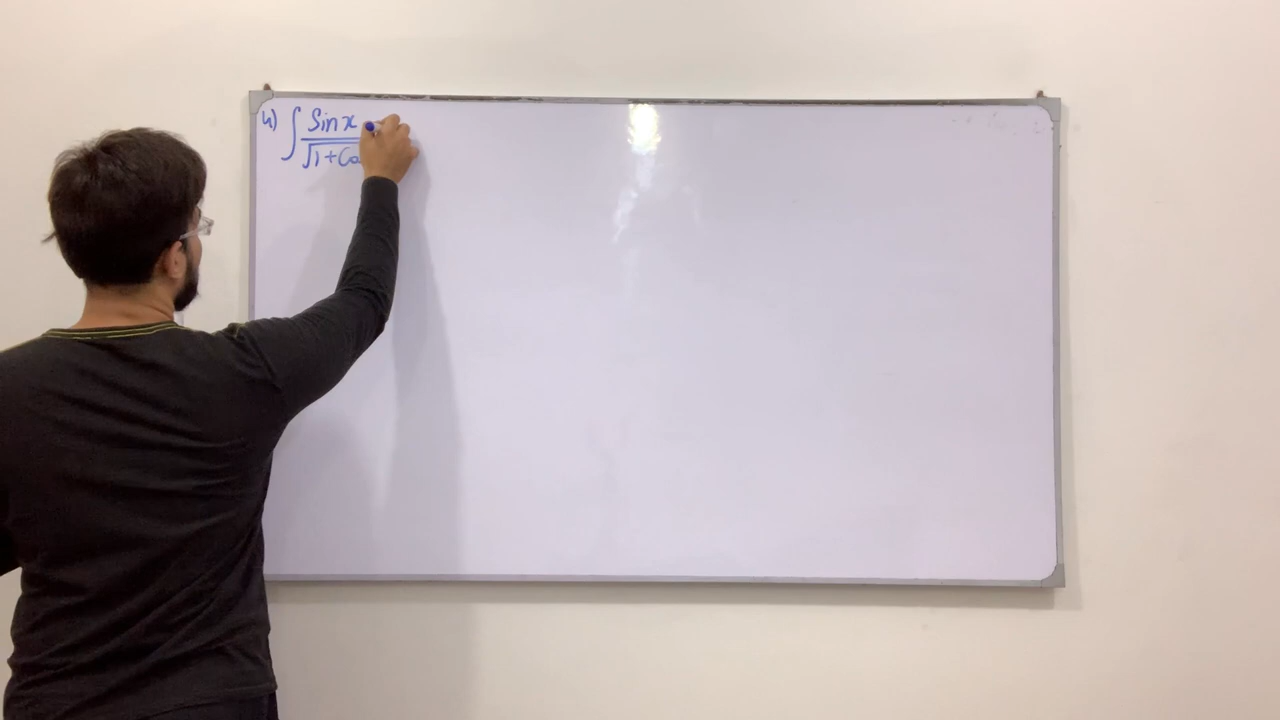 4) ∫ Sin x
√1 + Co